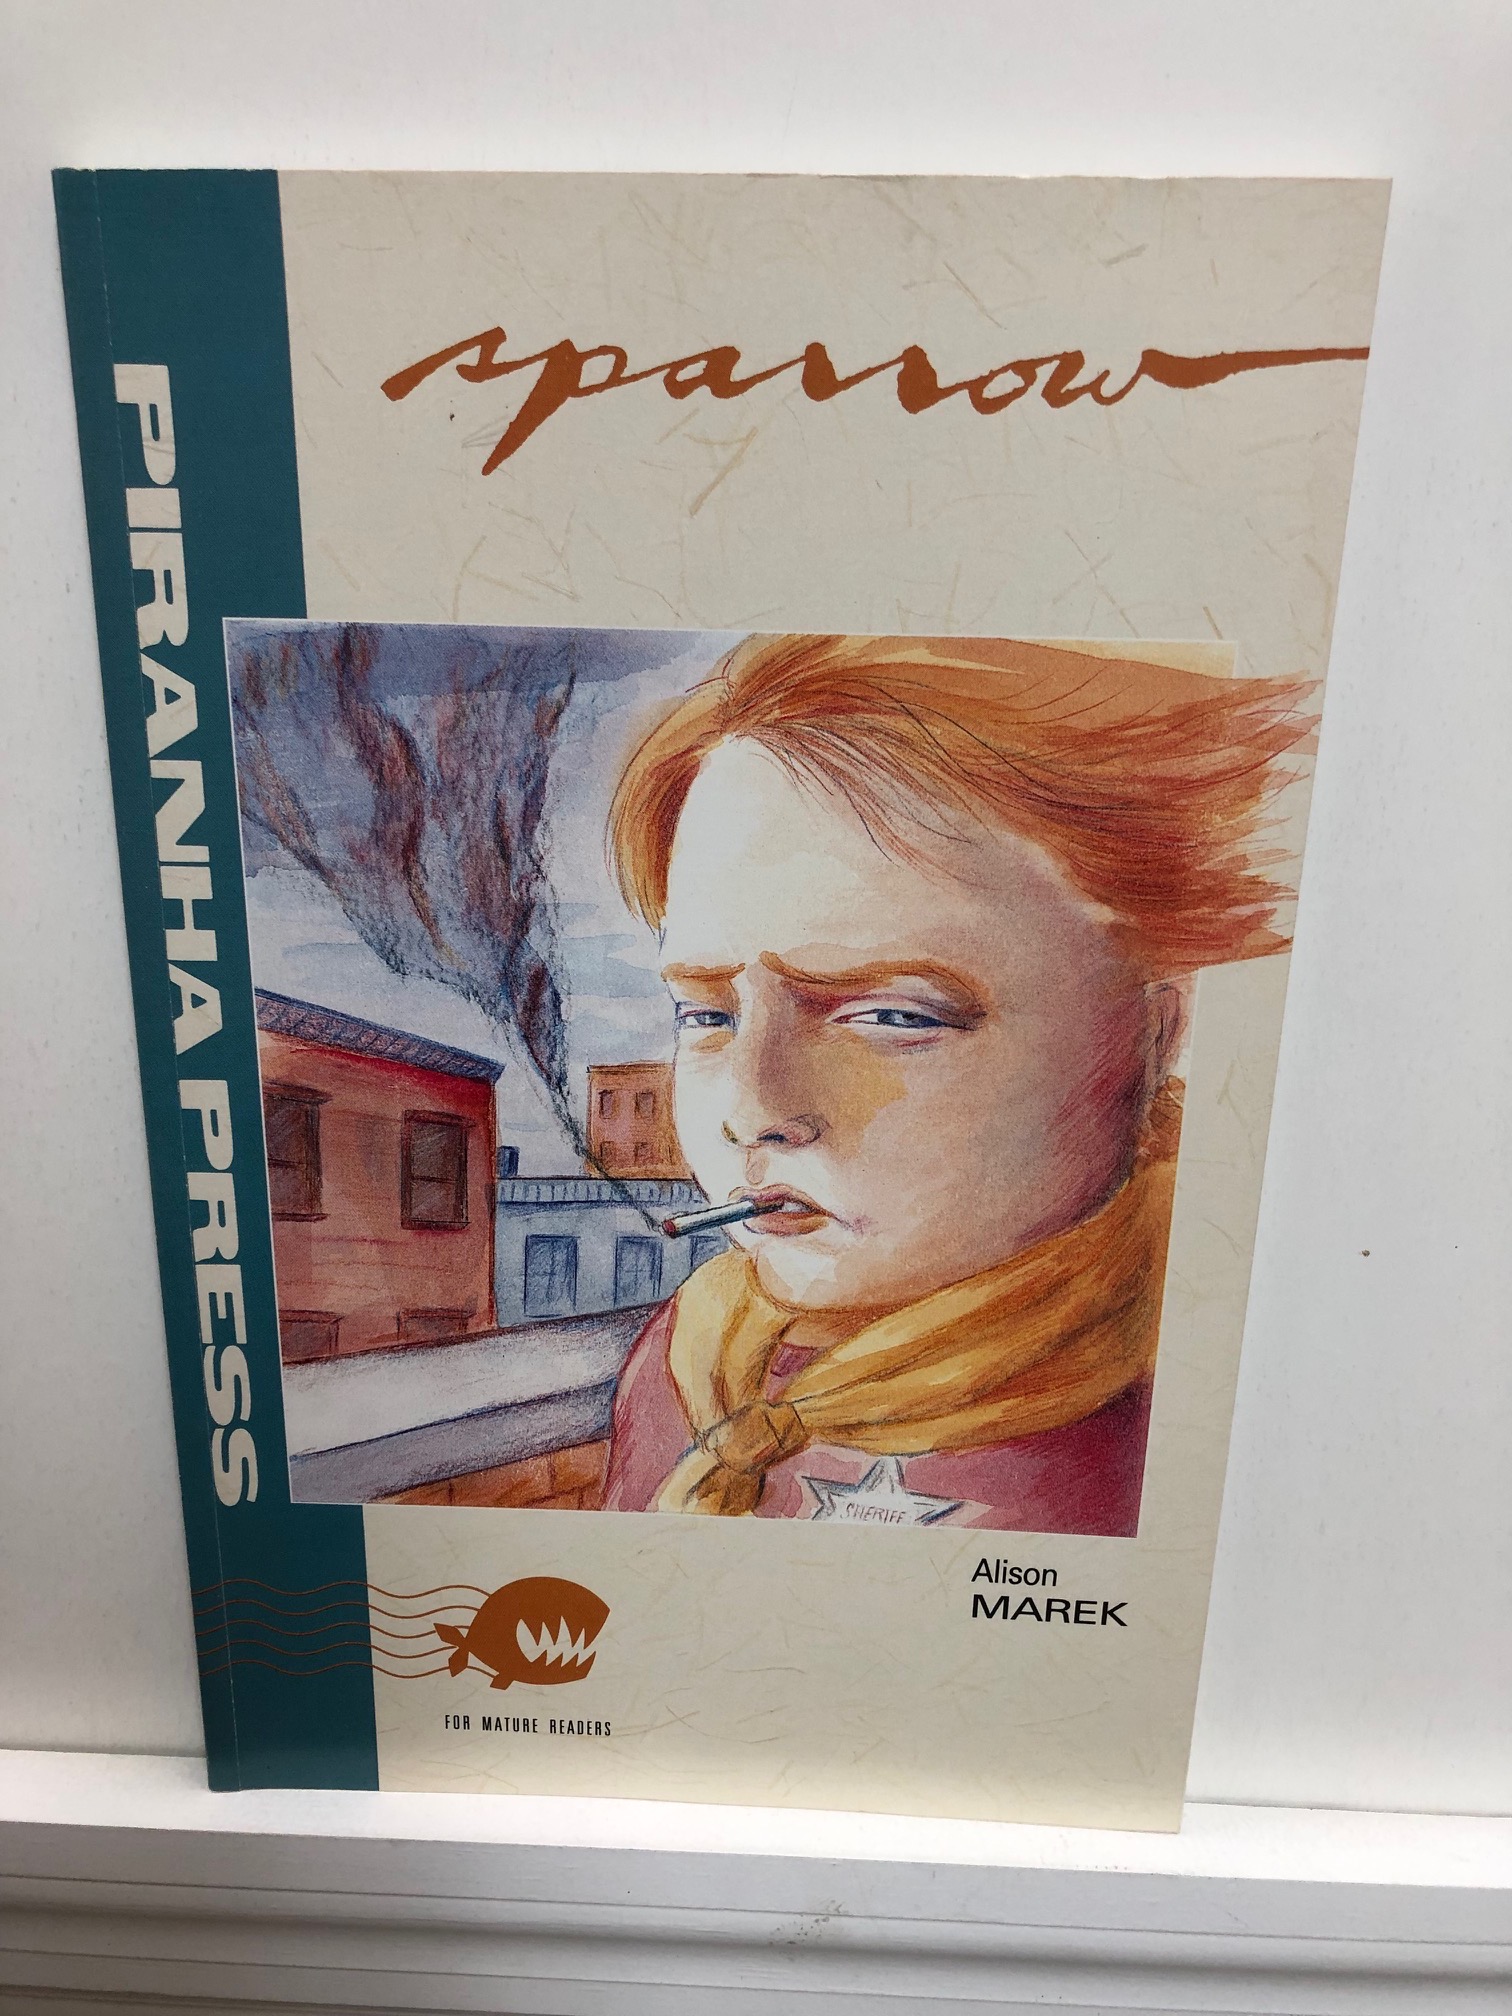 sparrow
PIRANHA PRESS
SHERIFF
Alison
MAREK
FOR MATURE READERS